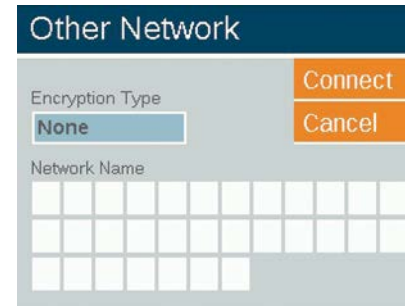 Other Network
Connect
Encryption Type
Cancel
None
Network Name